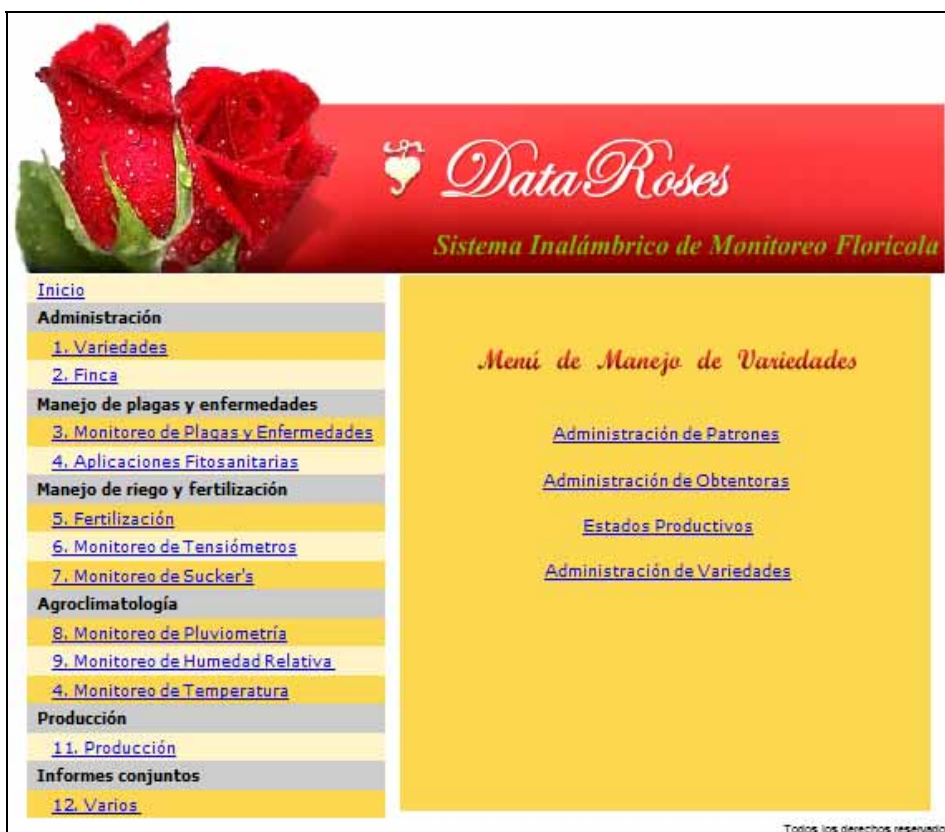 DataRoses
Sistema Inalámbrico de Monitoreo Florícola
Inicio
Administración
1. Variedades
2. Finca
Manejo de plagas y enfermedades
3. Monitoreo de Plagas y Enfermedades
4. Aplicaciones Fitosanitarias
Manejo de riego y fertilización
5. Fertilización
6. Monitoreo de Tensiómetros
7. Monitoreo de Sucker's
Agroclimatología
8. Monitoreo de Pluviometría
9. Monitoreo de Humedad Relativa
4. Monitoreo de Temperatura
Producción
11. Producción
Informes conjuntos
12. Varios
Menú de Manejo de Variedades
Administración de Patrones
Administración de Obtentoras
Estados Productivos
Administración de Variedades
Todos los derechos reservado